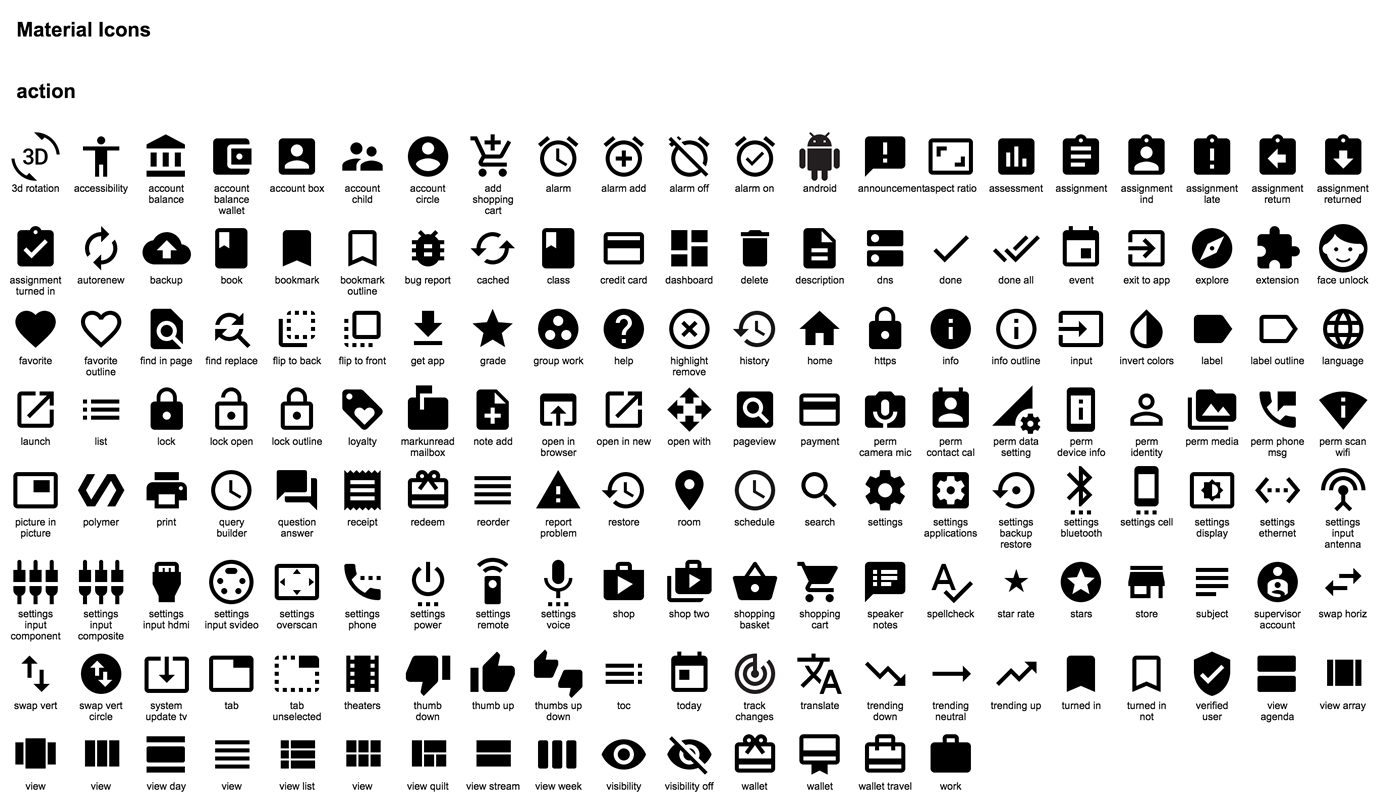 Material Icons
action
3d rotation accessibility account balance account balance wallet account box account child account circle add shopping cart alarm alarm add alarm off alarm on android announcement aspect ratio assessment assignment assignment ind assignment late assignment return assignment returned
assignment turned in autorenew backup book bookmark bookmark outline bug report cached class credit card dashboard delete description dns done done all event exit to app explore extension face unlock
favorite favorite outline find in page find replace flip to back flip to front get app grade group work help highlight remove history home https info info outline input invert colors label label outline language
launch list lock lock open lock outline loyalty markunread mailbox note add open in browser open in new open with pageview payment perm camera mic perm contact cal perm data setting perm device info perm identity perm media perm phone msg perm scan wifi
picture in picture polymer print query builder question answer receipt redeem reorder report problem restore room schedule search settings settings applications settings backup restore settings bluetooth settings cell settings display settings ethernet settings input antenna
settings input component settings input composite settings input hdmi settings input svideo settings overscan settings phone settings power settings remote settings voice shop shop two shopping basket shopping cart speaker notes spellcheck star rate stars store subject supervisor account swap horiz
swap vert swap vert circle system update tv tab tab unselected theaters thumb down thumb up thumbs up down toc today track changes translate trending down trending neutral trending up turned in turned in not verified user view agenda view array
view view view day view view list view view quilt view stream view week visibility visibility off wallet wallet wallet travel work